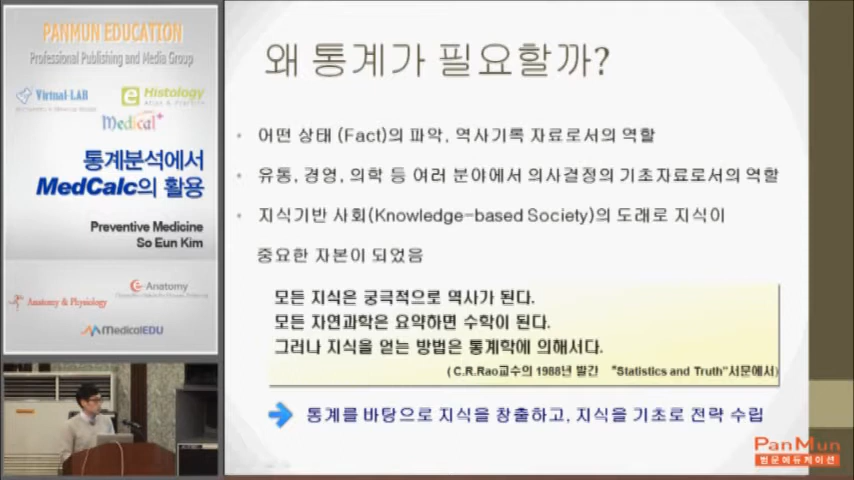 PANMUN EDUCATION
Professional Publishing and Media Group
Virtual-LAB
e Histology
Medical+
통계분석에서
MedCalc의 활용
Preventive Medicine
So Eun Kim
Anatomy & Physiology
e-Anatomy
MedicalEDU
왜 통계가 필요할까?
• 어떤 상태 (Fact)의 파악, 역사기록 자료로서의 역할
• 유통, 경영, 의학 등 여러 분야에서 의사결정의 기초자료로서의 역할
• 지식기반 사회(Knowledge-based Society)의 도래로 지식이
중요한 자본이 되었음
모든 지식은 궁극적으로 역사가 된다.
모든 자연과학은 요약하면 수학이 된다.
그러나 지식을 얻는 방법은 통계학에 의해서다.
( C.R.Rao교수의 1988년 발간 “Statistics and Truth”서문에서)
통계를 바탕으로 지식을 창출하고, 지식을 기초로 전략 수립
PanMun
범문에듀케이션